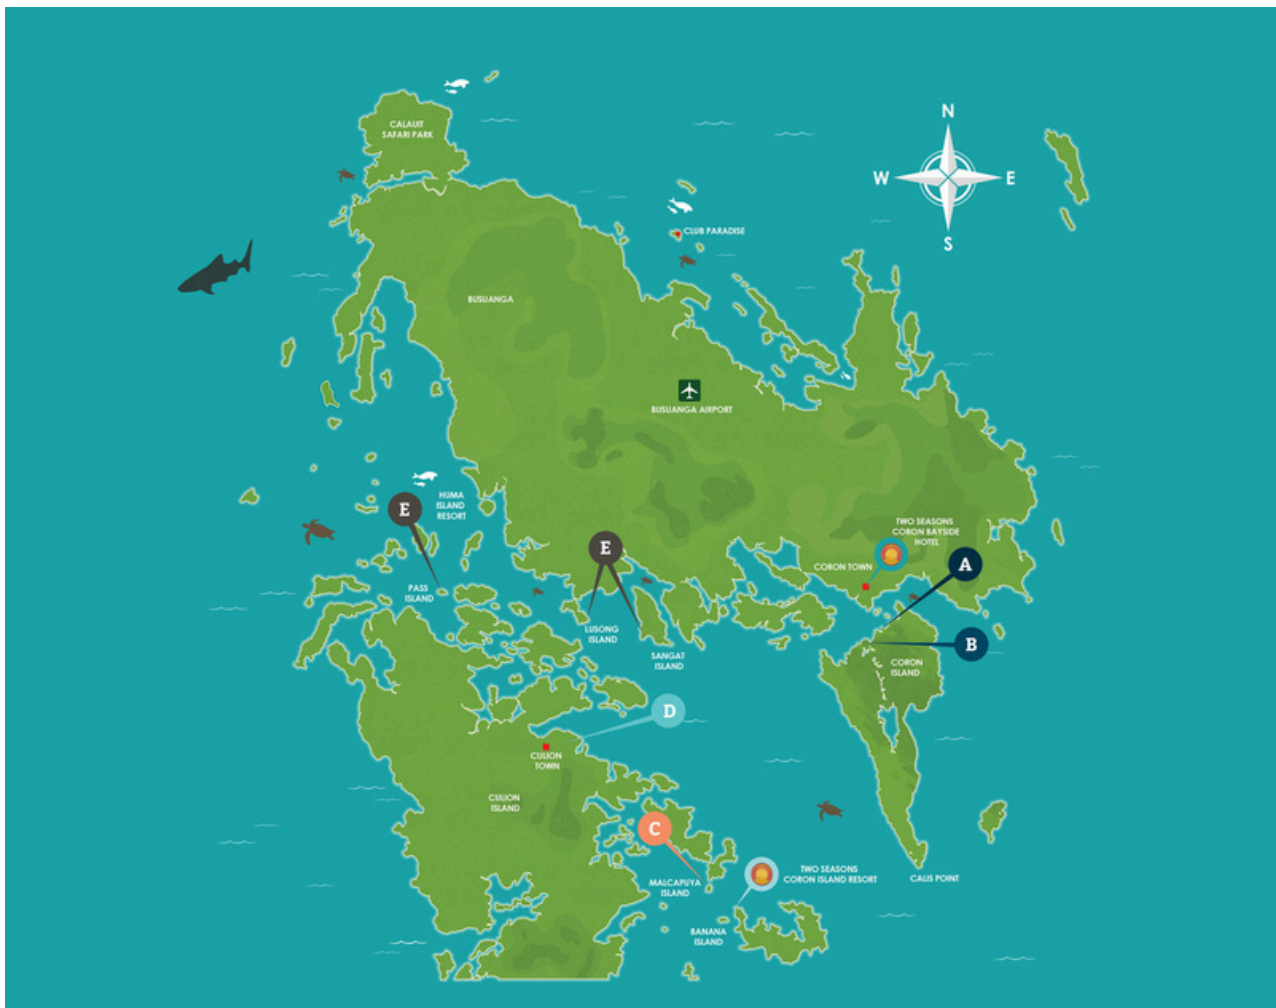 CALAUIT
SAFARI PARK
N
W
E
S
CLUB PARADISE
BUSUANGA
BUSUANGA AIRPORT
HUMA
ISLAND
RESORT
E
E
TWO SEASONS
CORON BAYSIDE
HOTEL
CORON TOWN
A
PASS
ISLAND
LUSONG
ISLAND
SANGAT
ISLAND
B
CORON
ISLAND
D
CULION
TOWN
CULION
ISLAND
C
MALCAPUYA
ISLAND
TWO SEASONS
CORON ISLAND RESORT
CALIS POINT
BANANA
ISLAND